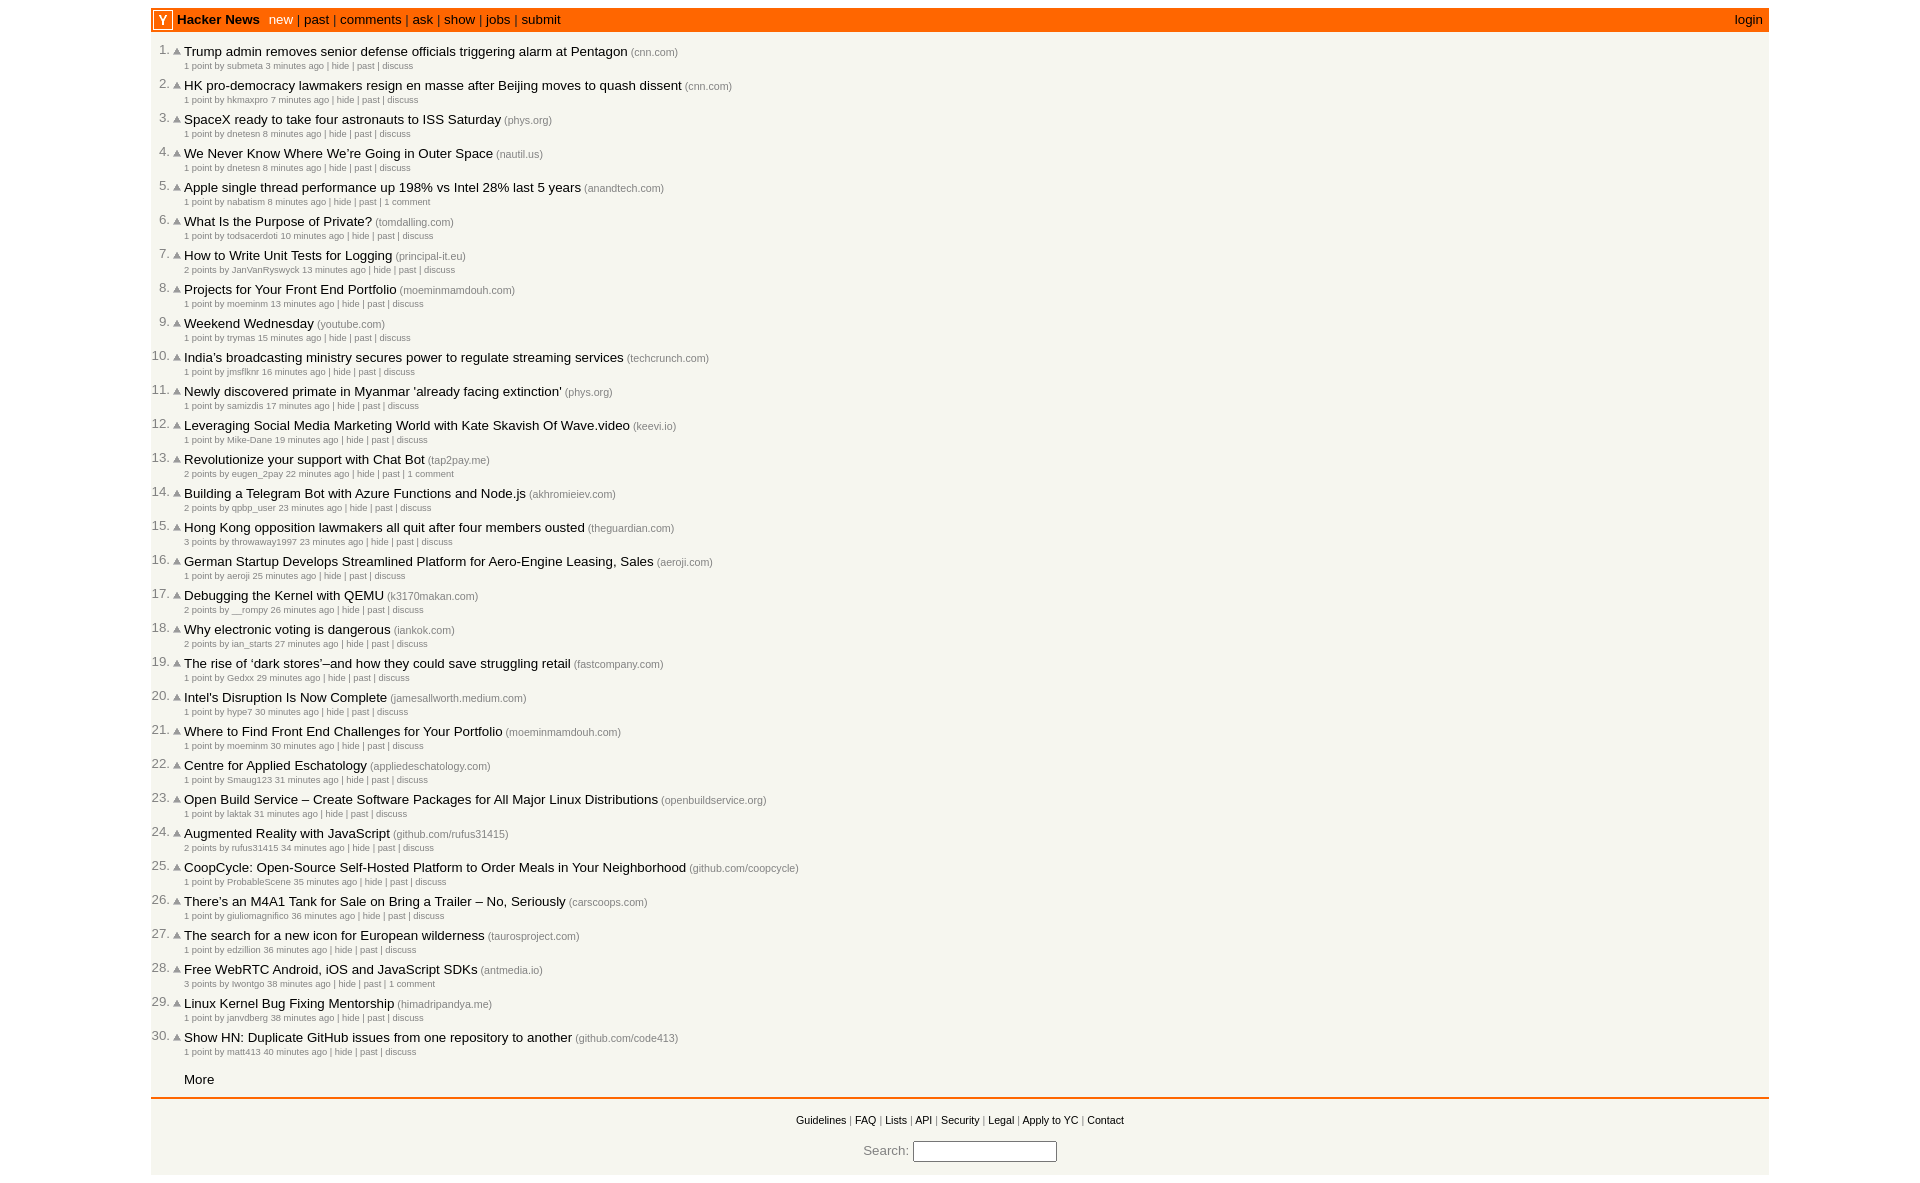 Y Hacker News new | past | comments | ask | show | jobs | submit login
1. Trump admin removes senior defense officials triggering alarm at Pentagon (cnn.com)
1 point by submeta 3 minutes ago | hide | past | discuss
2. HK pro-democracy lawmakers resign en masse after Beijing moves to quash dissent (cnn.com)
1 point by hkmaxpro 7 minutes ago | hide | past | discuss
3. SpaceX ready to take four astronauts to ISS Saturday (phys.org)
1 point by dnetesn 8 minutes ago | hide | past | discuss
4. We Never Know Where We’re Going in Outer Space (nautil.us)
1 point by dnetesn 8 minutes ago | hide | past | discuss
5. Apple single thread performance up 198% vs Intel 28% last 5 years (anandtech.com)
1 point by nabatism 8 minutes ago | hide | past | 1 comment
6. What Is the Purpose of Private? (tomdalling.com)
1 point by todsacerdoti 10 minutes ago | hide | past | discuss
7. How to Write Unit Tests for Logging (principal-it.eu)
2 points by JanVanRyswyck 13 minutes ago | hide | past | discuss
8. Projects for Your Front End Portfolio (moeminmamdouh.com)
1 point by moeminm 13 minutes ago | hide | past | discuss
9. Weekend Wednesday (youtube.com)
1 point by trymas 15 minutes ago | hide | past | discuss
10. India’s broadcasting ministry secures power to regulate streaming services (techcrunch.com)
1 point by jmsflknr 16 minutes ago | hide | past | discuss
11. Newly discovered primate in Myanmar 'already facing extinction' (phys.org)
1 point by samizdis 17 minutes ago | hide | past | discuss
12. Leveraging Social Media Marketing World with Kate Skavish Of Wave.video (keevi.io)
1 point by Mike-Dane 19 minutes ago | hide | past | discuss
13. Revolutionize your support with Chat Bot (tap2pay.me)
2 points by eugen_2pay 22 minutes ago | hide | past | 1 comment
14. Building a Telegram Bot with Azure Functions and Node.js (akhromieiev.com)
2 points by qpbp_user 23 minutes ago | hide | past | discuss
15. Hong Kong opposition lawmakers all quit after four members ousted (theguardian.com)
3 points by throwaway1997 23 minutes ago | hide | past | discuss
16. German Startup Develops Streamlined Platform for Aero-Engine Leasing, Sales (aeroji.com)
1 point by aeroji 25 minutes ago | hide | past | discuss
17. Debugging the Kernel with QEMU (k3170makan.com)
2 points by __rompy 26 minutes ago | hide | past | discuss
18. Why electronic voting is dangerous (iankok.com)
2 points by ian_starts 27 minutes ago | hide | past | discuss
19. The rise of ‘dark stores’–and how they could save struggling retail (fastcompany.com)
1 point by Gedxx 29 minutes ago | hide | past | discuss
20. Intel's Disruption Is Now Complete (jamesallworth.medium.com)
1 point by hype7 30 minutes ago | hide | past | discuss
21. Where to Find Front End Challenges for Your Portfolio (moeminmamdouh.com)
1 point by moeminm 30 minutes ago | hide | past | discuss
22. Centre for Applied Eschatology (appliedeschatology.com)
1 point by Smaug123 31 minutes ago | hide | past | discuss
23. Open Build Service – Create Software Packages for All Major Linux Distributions (openbuildservice.org)
1 point by laktak 31 minutes ago | hide | past | discuss
24. Augmented Reality with JavaScript (github.com/rufus31415)
2 points by rufus31415 34 minutes ago | hide | past | discuss
25. CoopCycle: Open-Source Self-Hosted Platform to Order Meals in Your Neighborhood (github.com/coopcycle)
1 point by ProbableScene 35 minutes ago | hide | past | discuss
26. There’s an M4A1 Tank for Sale on Bring a Trailer – No, Seriously (carscoops.com)
1 point by giuliomagnifico 36 minutes ago | hide | past | discuss
27. The search for a new icon for European wilderness (taurosproject.com)
1 point by edzillion 36 minutes ago | hide | past | discuss
28. Free WebRTC Android, iOS and JavaScript SDKs (antmedia.io)
3 points by Iwontgo 38 minutes ago | hide | past | 1 comment
29. Linux Kernel Bug Fixing Mentorship (himadripandya.me)
1 point by janvdberg 38 minutes ago | hide | past | discuss
30. Show HN: Duplicate GitHub issues from one repository to another (github.com/code413)
1 point by matt413 40 minutes ago | hide | past | discuss
More
Guidelines | FAQ | Lists | API | Security | Legal | Apply to YC | Contact
Search: